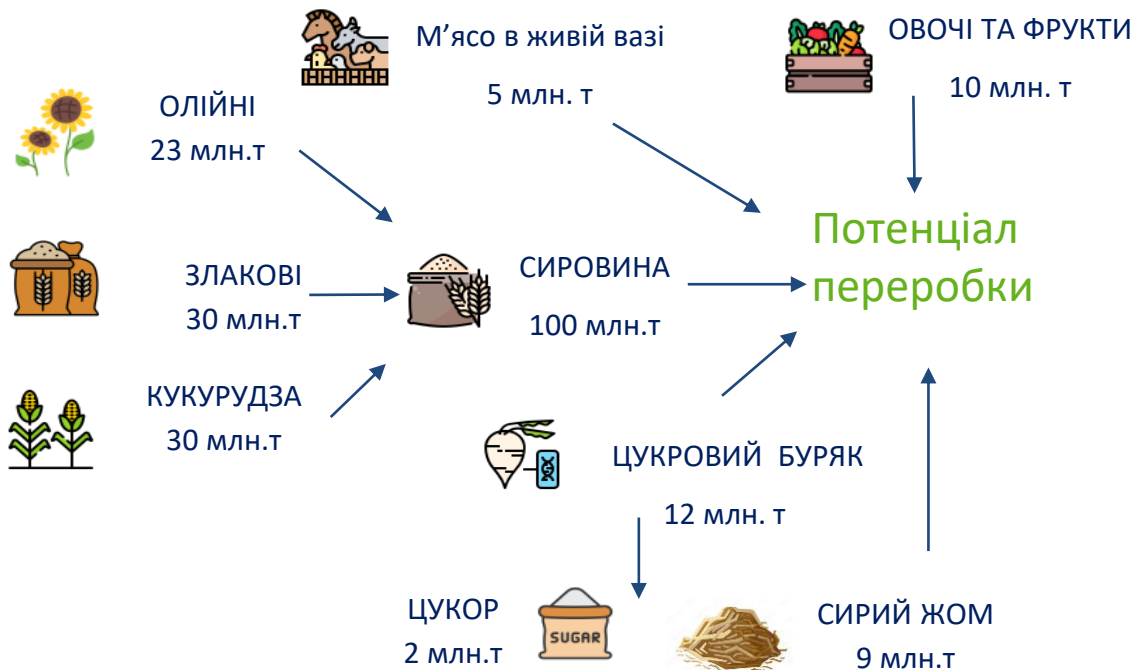 М’ясо в живій вазі
5 млн. т
ОВОЧІ ТА ФРУКТИ
10 млн. т
ОЛІЙНІ
23 млн.т
Потенціал
переробки
ЗЛАКОВІ
30 млн.т
СИРОВИНА
100 млн.т
КУКУРУДЗА
30 млн.т
ЦУКРОВИЙ  БУРЯК
12 млн. т
ЦУКОР
2 млн.т
SUGAR
СИРИЙ ЖОМ
9 млн.т